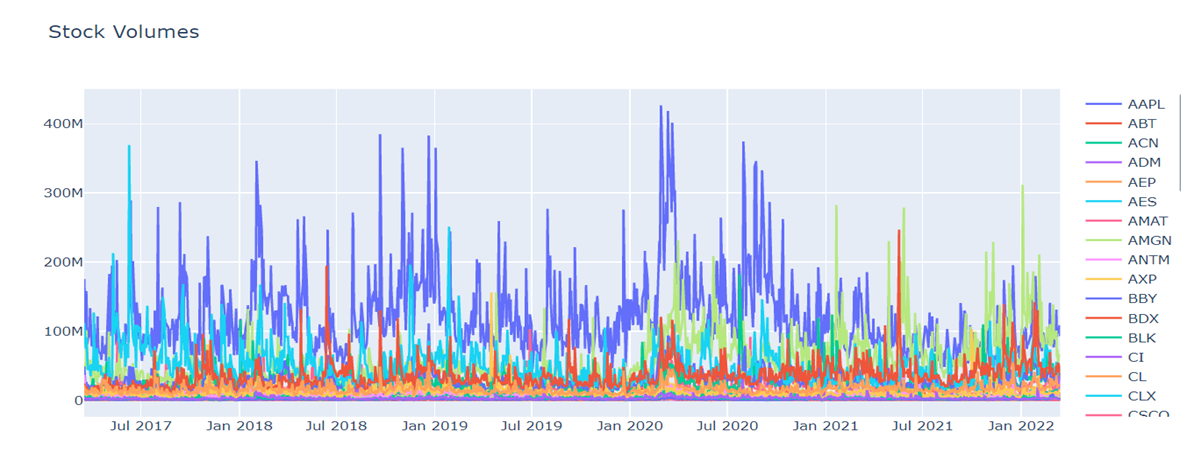 Stock Volumes
400M
300M
200M
100M
0
Jul 2017 Jan 2018 Jul 2018 Jan 2019 Jul 2019 Jan 2020 Jul 2020 Jan 2021 Jul 2021 Jan 2022
AAPL
ABT
ACN
ADM
AEP
AES
AMAT
AMGN
ANTM
AXP
BBY
BDX
BLK
CI
CL
CLX
CSCO